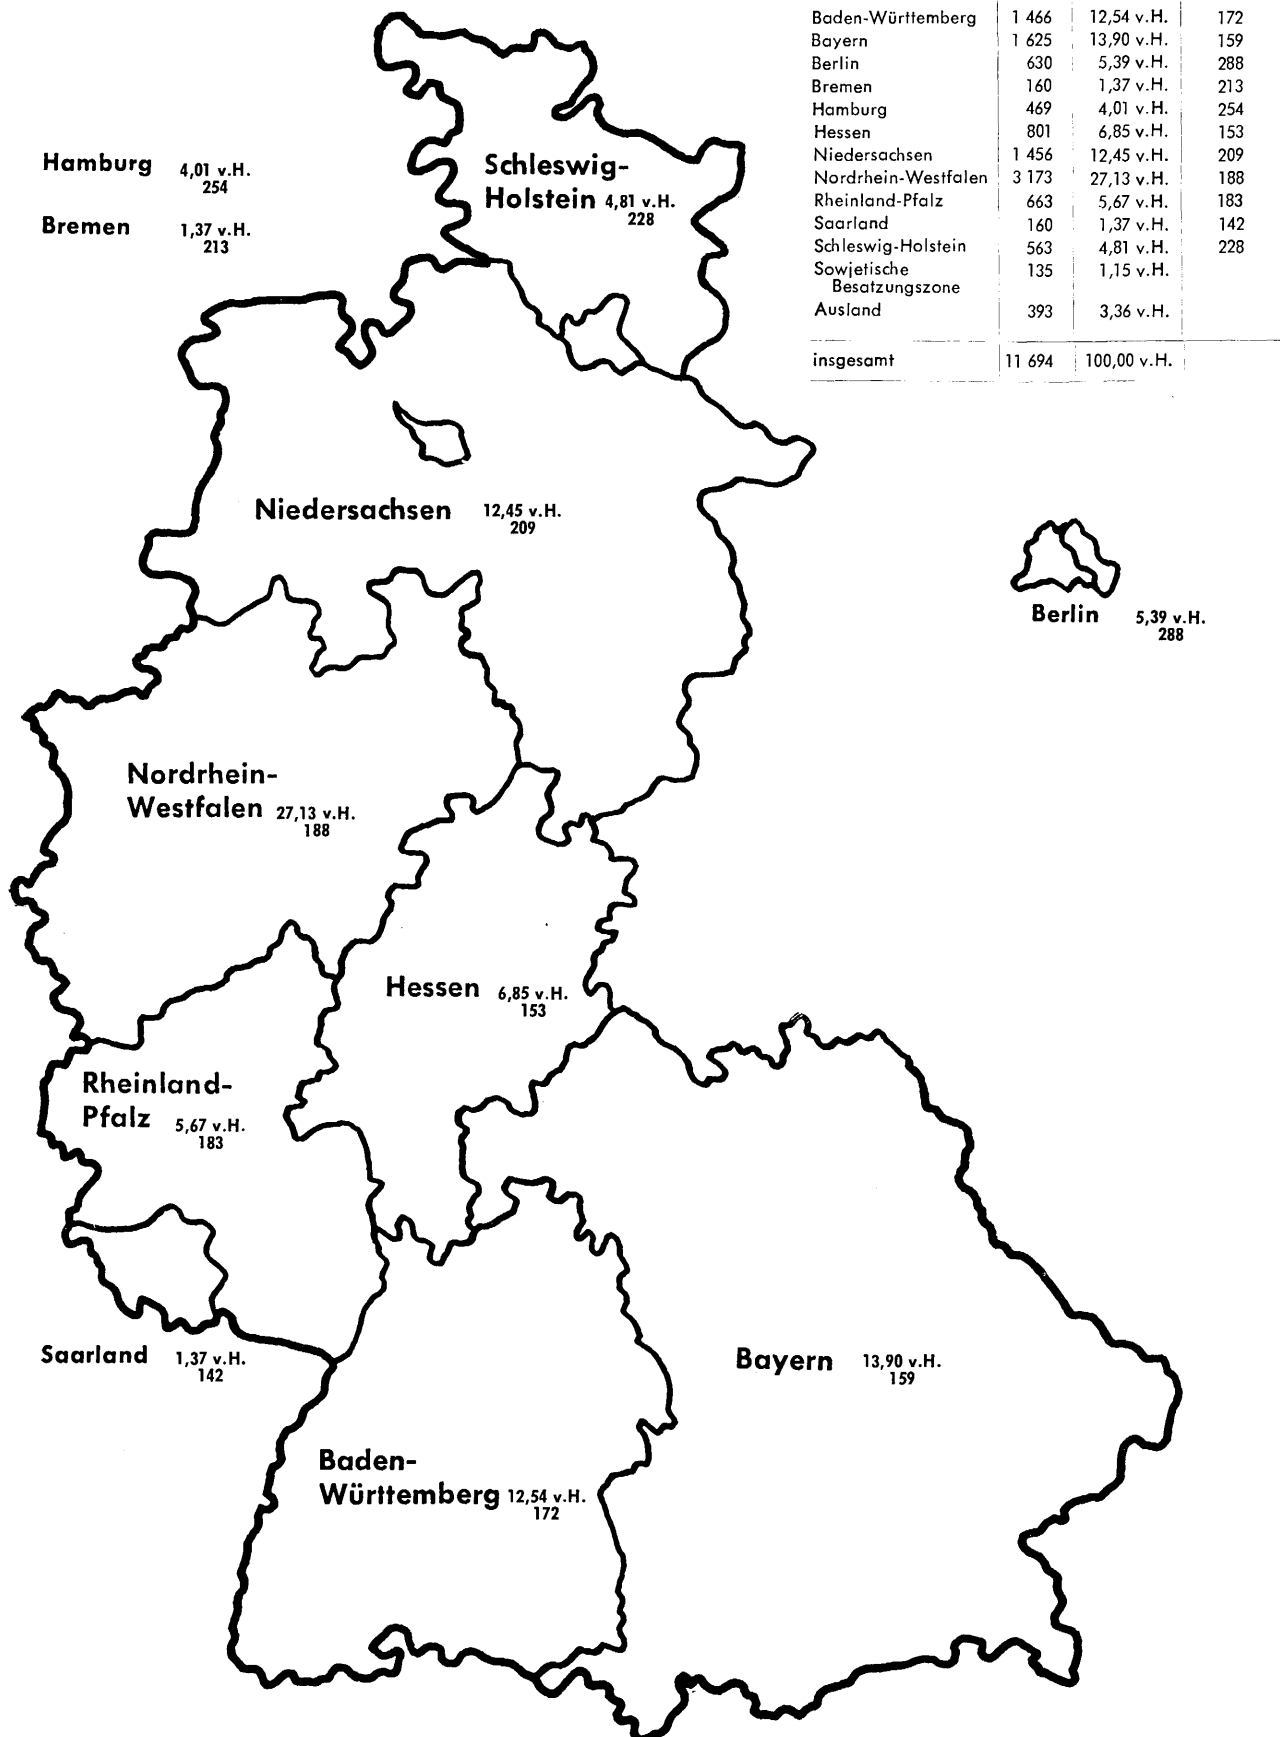 Baden-Württemberg 1 466 12,54 v.H. 172
Bayern 1 625 13,90 v.H. 159
Berlin 630 5,39 v.H. 288
Bremen 160 1,37 v.H. 213
Hamburg 469 4,01 v.H. 254
Hessen 801 6,85 v.H. 153
Niedersachsen 1 456 12,45 v.H. 209
Nordrhein-Westfalen 3 173 27,13 v.H. 188
Rheinland-Pfalz 663 5,67 v.H. 183
Saarland 160 1,37 v.H. 142
Schleswig-Holstein 563 4,81 v.H. 228
Sowjetische 135 1,15 v.H.
Besatzungszone
Ausland 393 3,36 v.H.
insgesamt 11 694 100,00 v.H.
Hamburg 4,01 v.H.
254
Bremen 1,37 v.H.
213
Schleswig-
Holstein 4,81 v.H.
228
Niedersachsen 12,45 v.H.
209
Berlin 5,39 v.H.
288
Nordrhein-
Westfalen 27,13 v.H.
188
Hessen 6,85 v.H.
153
Rheinland-
Pfalz 5,67 v.H.
183
Saarland 1,37 v.H.
142
Bayern 13,90 v.H.
159
Baden-
Württemberg 12,54 v.H.
172